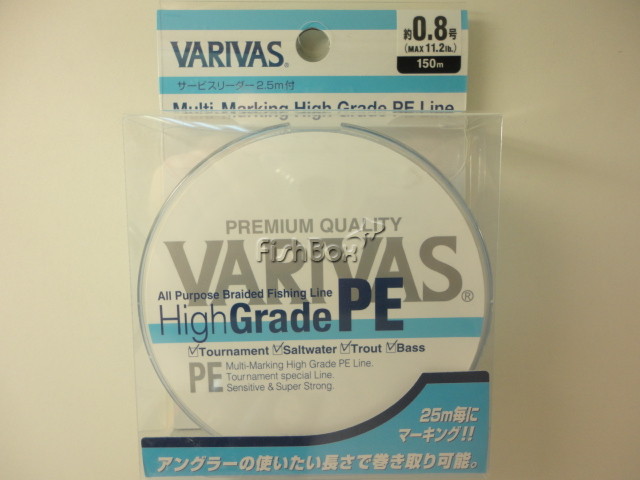 VARIVAS®
サービスリーダー2.5m付
約0.8号
(MAX 11.2lb.)
150m
Multi-Marking High Grade PE Line
PREMIUM QUALITY
VARIVAS®
FishBox
All Purpose Braided Fishing Line
HighGrade PE
☑Tournament ☑Saltwater ☑Trout ☑Bass
PE
Multi-Marking High Grade PE Line.
Tournament special Line.
Sensitive & Super Strong.
25m毎に
マーキング!!
アングラーの使いたい長さで巻き取り可能。